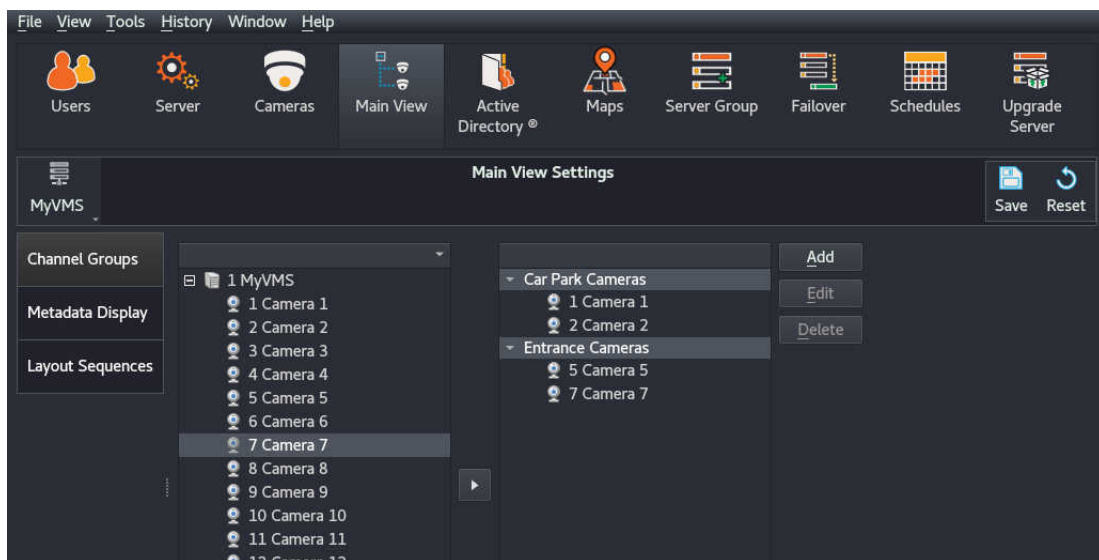 File View Tools History Window Help
Users Server Cameras Main View Active Directory ® Maps Server Group Failover Schedules Upgrade Server
Main View Settings
MyVMS
Save Reset
Channel Groups
Metadata Display
Layout Sequences
1 MyVMS
1 Camera 1
2 Camera 2
3 Camera 3
4 Camera 4
5 Camera 5
6 Camera 6
7 Camera 7
8 Camera 8
9 Camera 9
10 Camera 10
11 Camera 11
12 Camera 12
Car Park Cameras
1 Camera 1
2 Camera 2
Entrance Cameras
5 Camera 5
7 Camera 7
Add
Edit
Delete